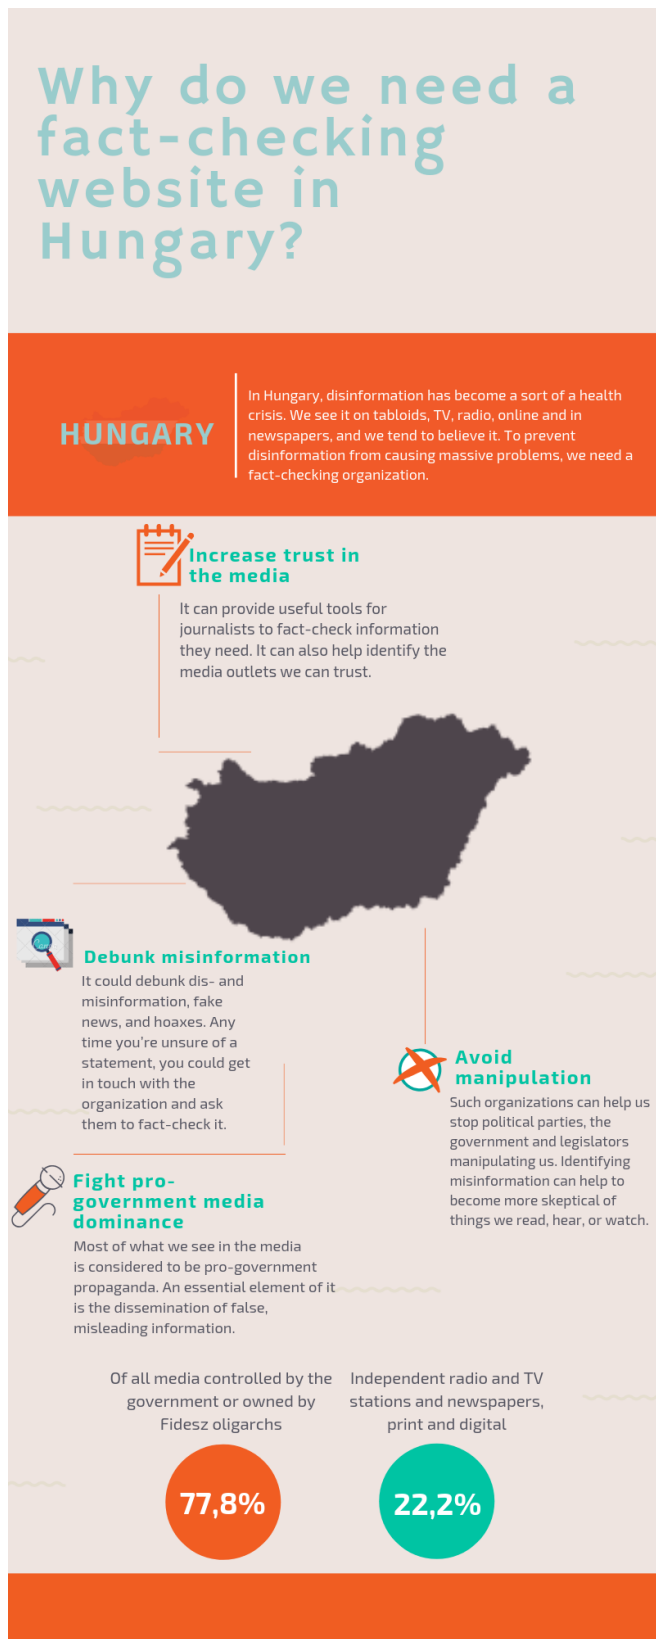 Why do we need a
fact-checking
website in
Hungary?
HUNGARY
In Hungary, disinformation has become a sort of a health
crisis. We see it on tabloids, TV, radio, online and in
newspapers, and we tend to believe it. To prevent
disinformation from causing massive problems, we need a
fact-checking organization.
Increase trust in
the media
It can provide useful tools for
journalists to fact-check information
they need. It can also help identify the
media outlets we can trust.
Debunk misinformation
It could debunk dis- and
misinformation, fake
news, and hoaxes. Any
time you're unsure of a
statement, you could get
in touch with the
organization and ask
them to fact-check it.
Avoid
manipulation
Such organizations can help us
stop political parties, the
government and legislators
manipulating us. Identifying
misinformation can help to
become more skeptical of
things we read, hear, or watch.
Fight pro-
government media
dominance
Most of what we see in the media
is considered to be pro-government
propaganda. An essential element of it
is the dissemination of false,
misleading information.
Of all media controlled by the
government or owned by
Fidesz oligarchs
77,8%
Independent radio and TV
stations and newspapers,
print and digital
22,2%